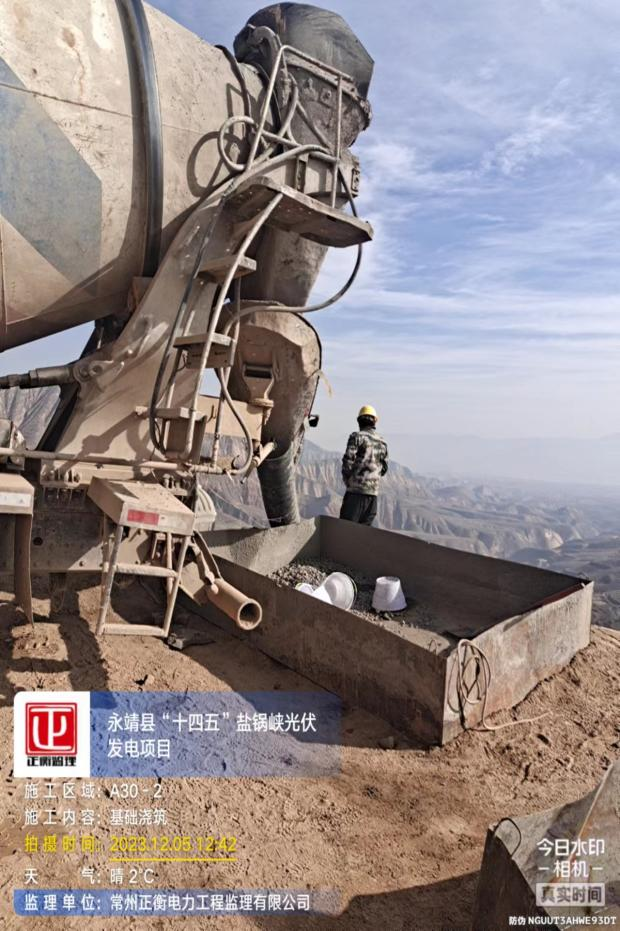 正衡监理
永靖县“十四五”盐锅峡光伏
发电项目
施工区域：A30-2
施工内容：基础浇筑
拍摄时间：2023.12.05 12:42
天 气：晴 2℃
监理单位：常州正衡电力工程监理有限公司
今日水印
相机
真实时间
防伪 NGUUT3AHWE93DT